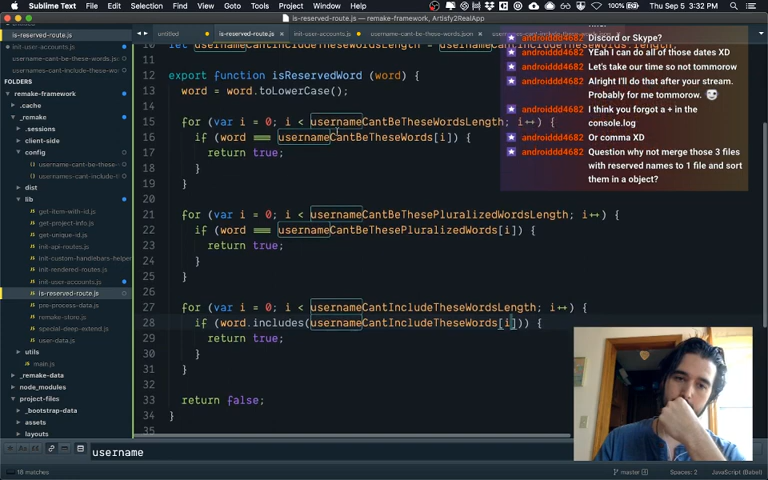 Sublime Text File Edit Selection Find View Goto Tools Project Window Help
100%
Thu Sep 5 3:32 PM
is-reserved-route.js — remake-framework, Artisfy2RealApp
untitled
is-reserved-route.js
init-user-accounts.js
username-cant-be-these-words.json
is-reserved-route.js
init-user-accounts.js
username-cant-be-these-words.js
username-cant-include-these-wo
FOLDERS
remake-framework
.cache
_remake
.sessions
client-side
config
username-cant-be-these-
username-cant-include-t
dist
lib
get-item-with-id.js
get-project-info.js
get-unique-id.js
init-api-routes.js
init-custom-handlebars-helper
init-rendered-routes.js
init-user-accounts.js
is-reserved-route.js
pre-process-data.js
remake-store.js
special-deep-extend.js
user-data.js
utils
main.js
_remake-data
node_modules
project-files
_bootstrap-data
assets
layouts
10 let usernameCantIncludeTheseWordsLength = usernameCantIncludeTheseWords.length;
11
12 export function isReservedWord (word) {
13 word = word.toLowerCase();
14
15 for (var i = 0; i < usernameCantBeTheseWordsLength; i++) {
16 if (word === usernameCantBeTheseWords[i]) {
17 return true;
18 }
19 }
20
21 for (var i = 0; i < usernameCantBeThesePluralizedWordsLength; i++) {
22 if (word === usernameCantBeThesePluralizedWords[i]) {
23 return true;
24 }
25 }
26
27 for (var i = 0; i < usernameCantIncludeTheseWordsLength; i++) {
28 if (word.includes(usernameCantIncludeTheseWords[i])) {
29 return true;
30 }
31 }
32
33 return false;
34 }
35
androiddd4682 Discord or Skype?
androiddd4682 YEah I can do all of those dates XD
androiddd4682 Let's take our time so not tommorow
androiddd4682 Alright I'll do that after your stream.
Probably for me tommorow.
androiddd4682 I think you forgot a + in the
console.log
androiddd4682 Or comma XD
androiddd4682 Question why not merge those 3 files
with reserved names to 1 file and sort
them in a object?
username
18 matches
master
Spaces: 2
JavaScript (Babel)